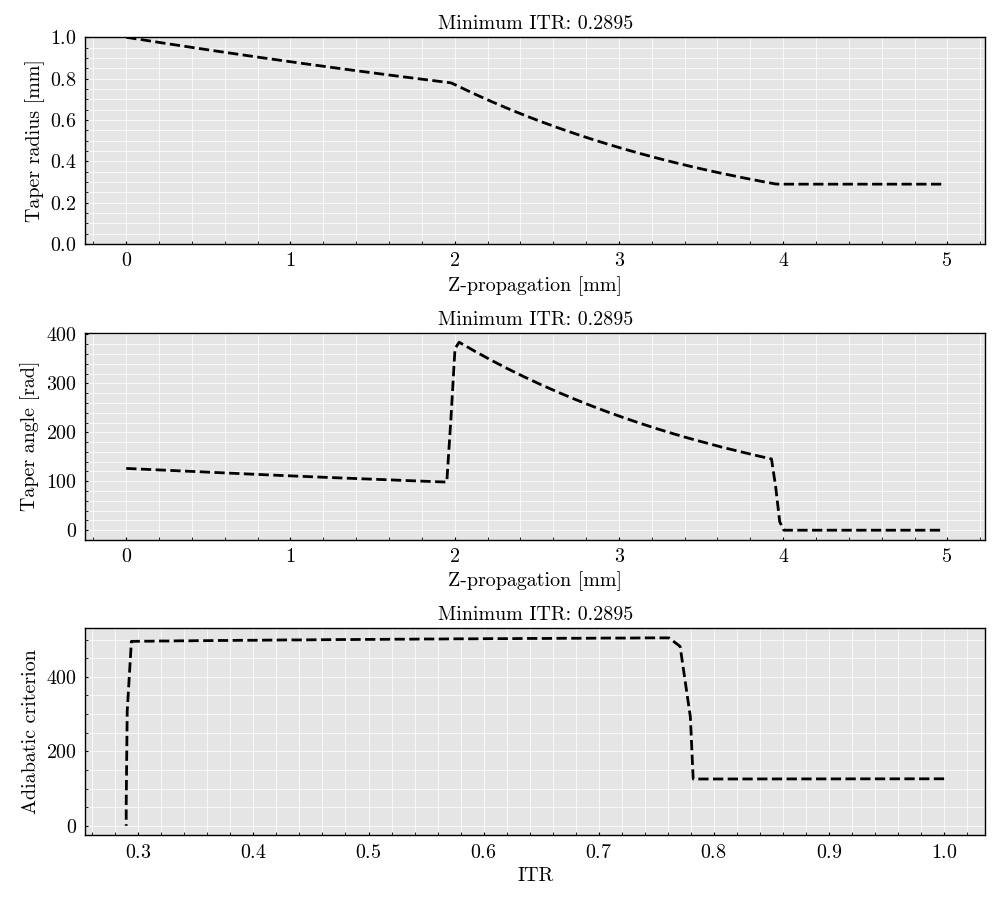 Minimum ITR: 0.2895
Taper radius [mm]
1.0
0.8
0.6
0.4
0.2
0.0
0 1 2 3 4 5
Z-propagation [mm]
Minimum ITR: 0.2895
Taper angle [rad]
400
300
200
100
0
0 1 2 3 4 5
Z-propagation [mm]
Minimum ITR: 0.2895
Adiabatic criterion
400
200
0
0.3 0.4 0.5 0.6 0.7 0.8 0.9 1.0
ITR